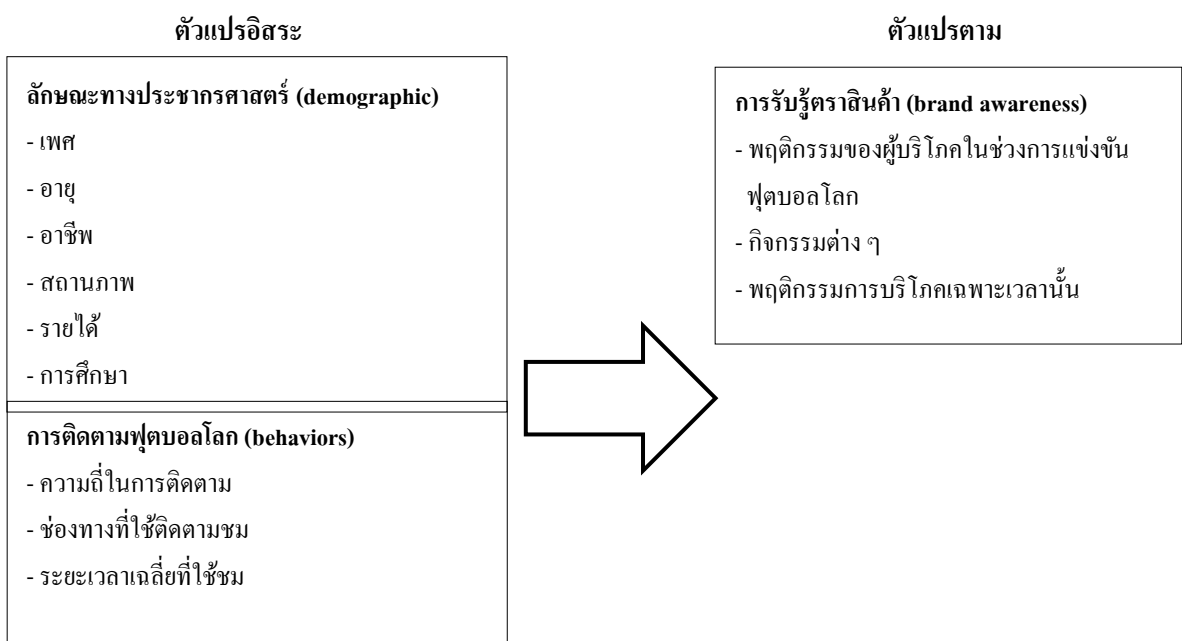 ตัวแปรอิสระ
ลักษณะทางประชากรศาสตร์ (demographic)
- เพศ
- อายุ
- อาชีพ
- สถานภาพ
- รายได้
- การศึกษา
การติดตามฟุตบอลโลก (behaviors)
- ความถี่ในการติดตาม
- ช่องทางที่ใช้ติดตามชม
- ระยะเวลาเฉลี่ยที่ใช้ชม
ตัวแปรตาม
การรับรู้ตราสินค้า (brand awareness)
- พฤติกรรมของผู้บริโภคในช่วงการแข่งขัน
ฟุตบอลโลก
- กิจกรรมต่าง ๆ
- พฤติกรรมการบริโภคเฉพาะเวลานั้น